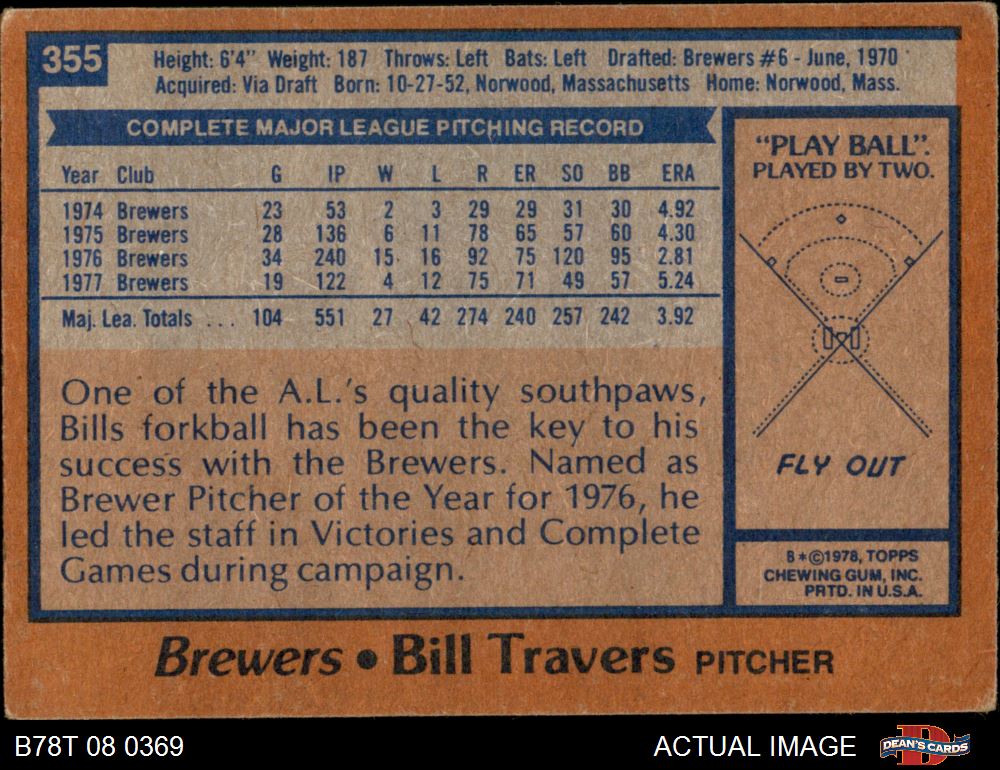 355
Height: 6'4" Weight: 187 Throws: Left Bats: Left Drafted: Brewers #6 - June, 1970
Acquired: Via Draft Born: 10-27-52, Norwood, Massachusetts Home: Norwood, Mass.
COMPLETE MAJOR LEAGUE PITCHING RECORD
Year Club G IP W L R ER SO BB ERA
1974 Brewers 23 53 2 3 29 29 31 30 4.92
1975 Brewers 28 136 6 11 78 65 57 60 4.30
1976 Brewers 34 240 15 16 92 75 120 95 2.81
1977 Brewers 19 122 4 12 75 71 49 57 5.24
Maj. Lea. Totals ... 104 551 27 42 274 240 257 242 3.92
One of the A.L.'s quality southpaws,
Bills forkball has been the key to his
success with the Brewers. Named as
Brewer Pitcher of the Year for 1976, he
led the staff in Victories and Complete
Games during campaign.
"PLAY BALL".
PLAYED BY TWO.
FLY OUT
B*©1978, TOPPS
CHEWING GUM, INC.
PRTD. IN U.S.A.
Brewers • Bill Travers PITCHER
B78T 08 0369
ACTUAL IMAGE
D
DEAN'S CARDS